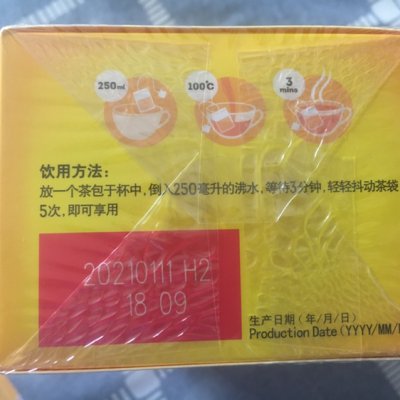 250ml
100°C
3
mins
饮用方法：
放一个茶包于杯中，倒入250毫升的沸水，等待3分钟，轻轻抖动茶袋
5次，即可享用
20210111 H2
18 09
生产日期（年/月/日）
Production Date (YYYY/MM/